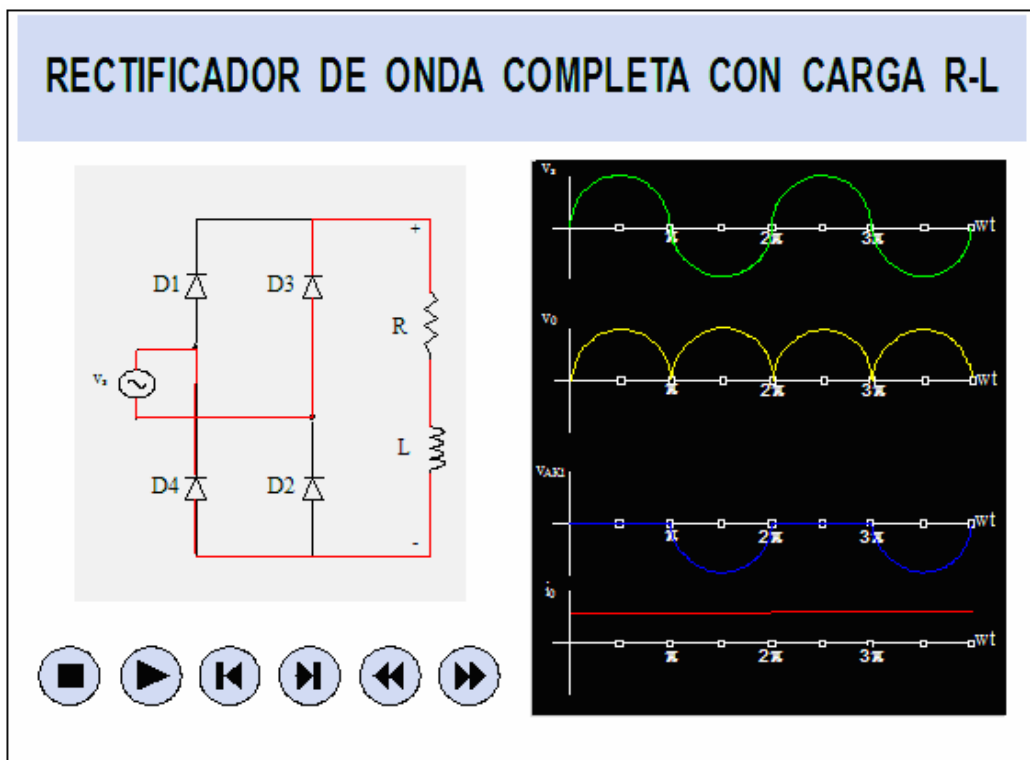 RECTIFICADOR DE ONDA COMPLETA CON CARGA R-L
+
D1
D3
R
vs
L
D4
D2
-
vs
wt
π
2π
3π
v0
wt
π
2π
3π
wt
π
2π
3π
i0
wt
π
2π
3π